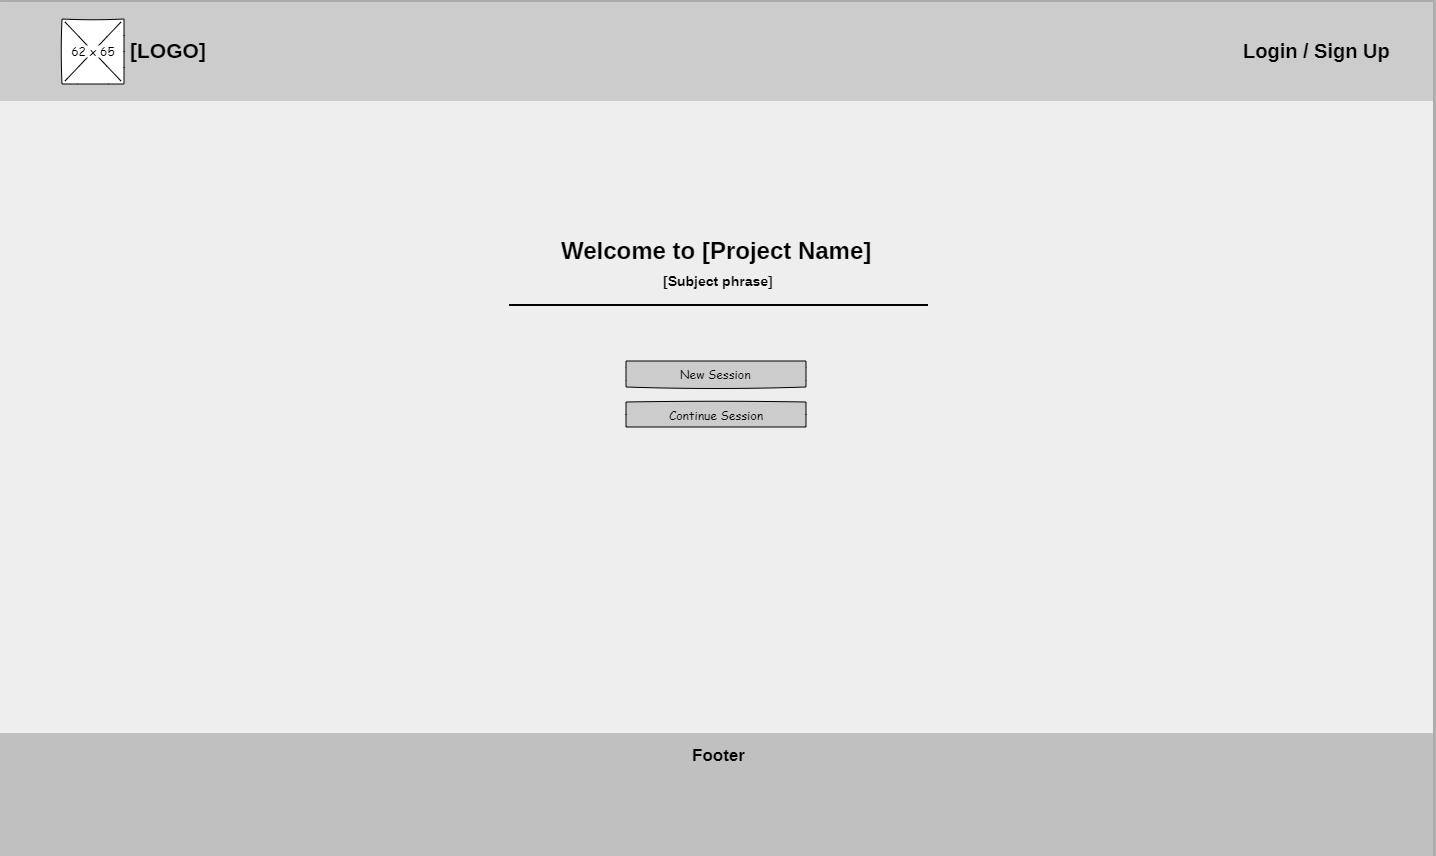 62 x 65
[LOGO]
Login / Sign Up
Welcome to [Project Name]
[Subject phrase]
New Session
Continue Session
Footer